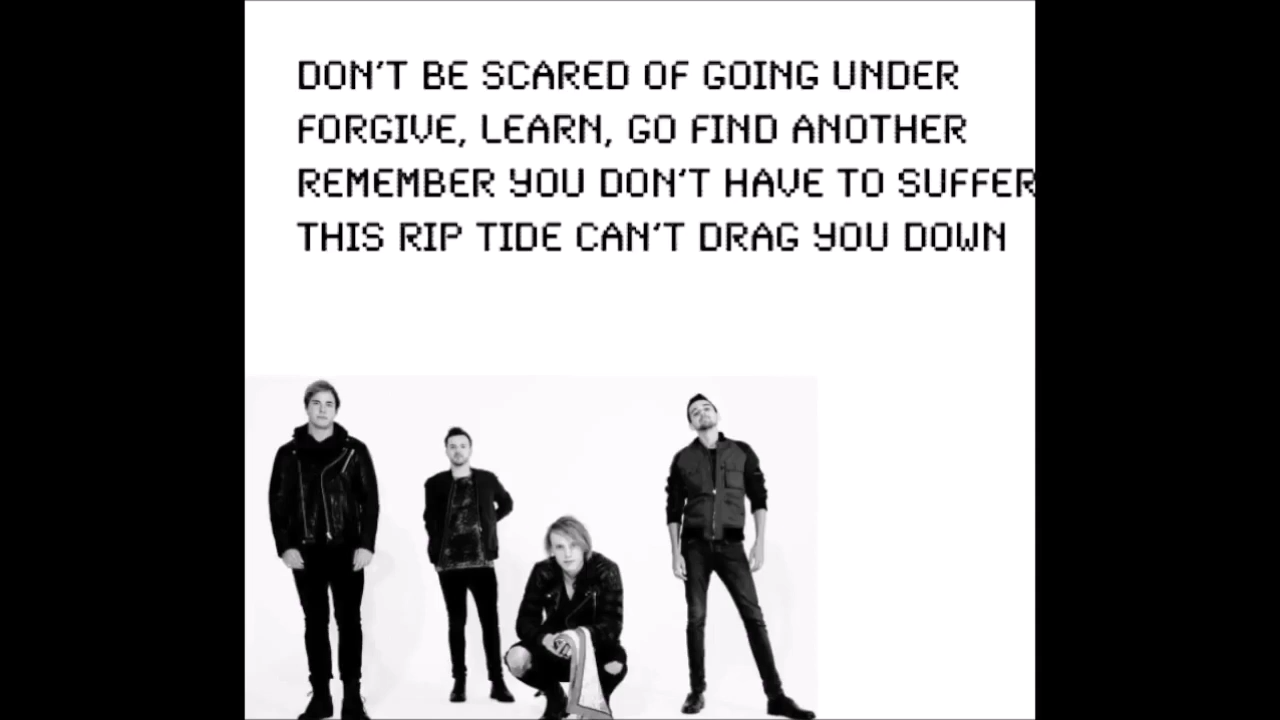 DON'T BE SCARED OF GOING UNDER
FORGIVE, LEARN, GO FIND ANOTHER
REMEMBER YOU DON'T HAVE TO SUFFER
THIS RIP TIDE CAN'T DRAG YOU DOWN